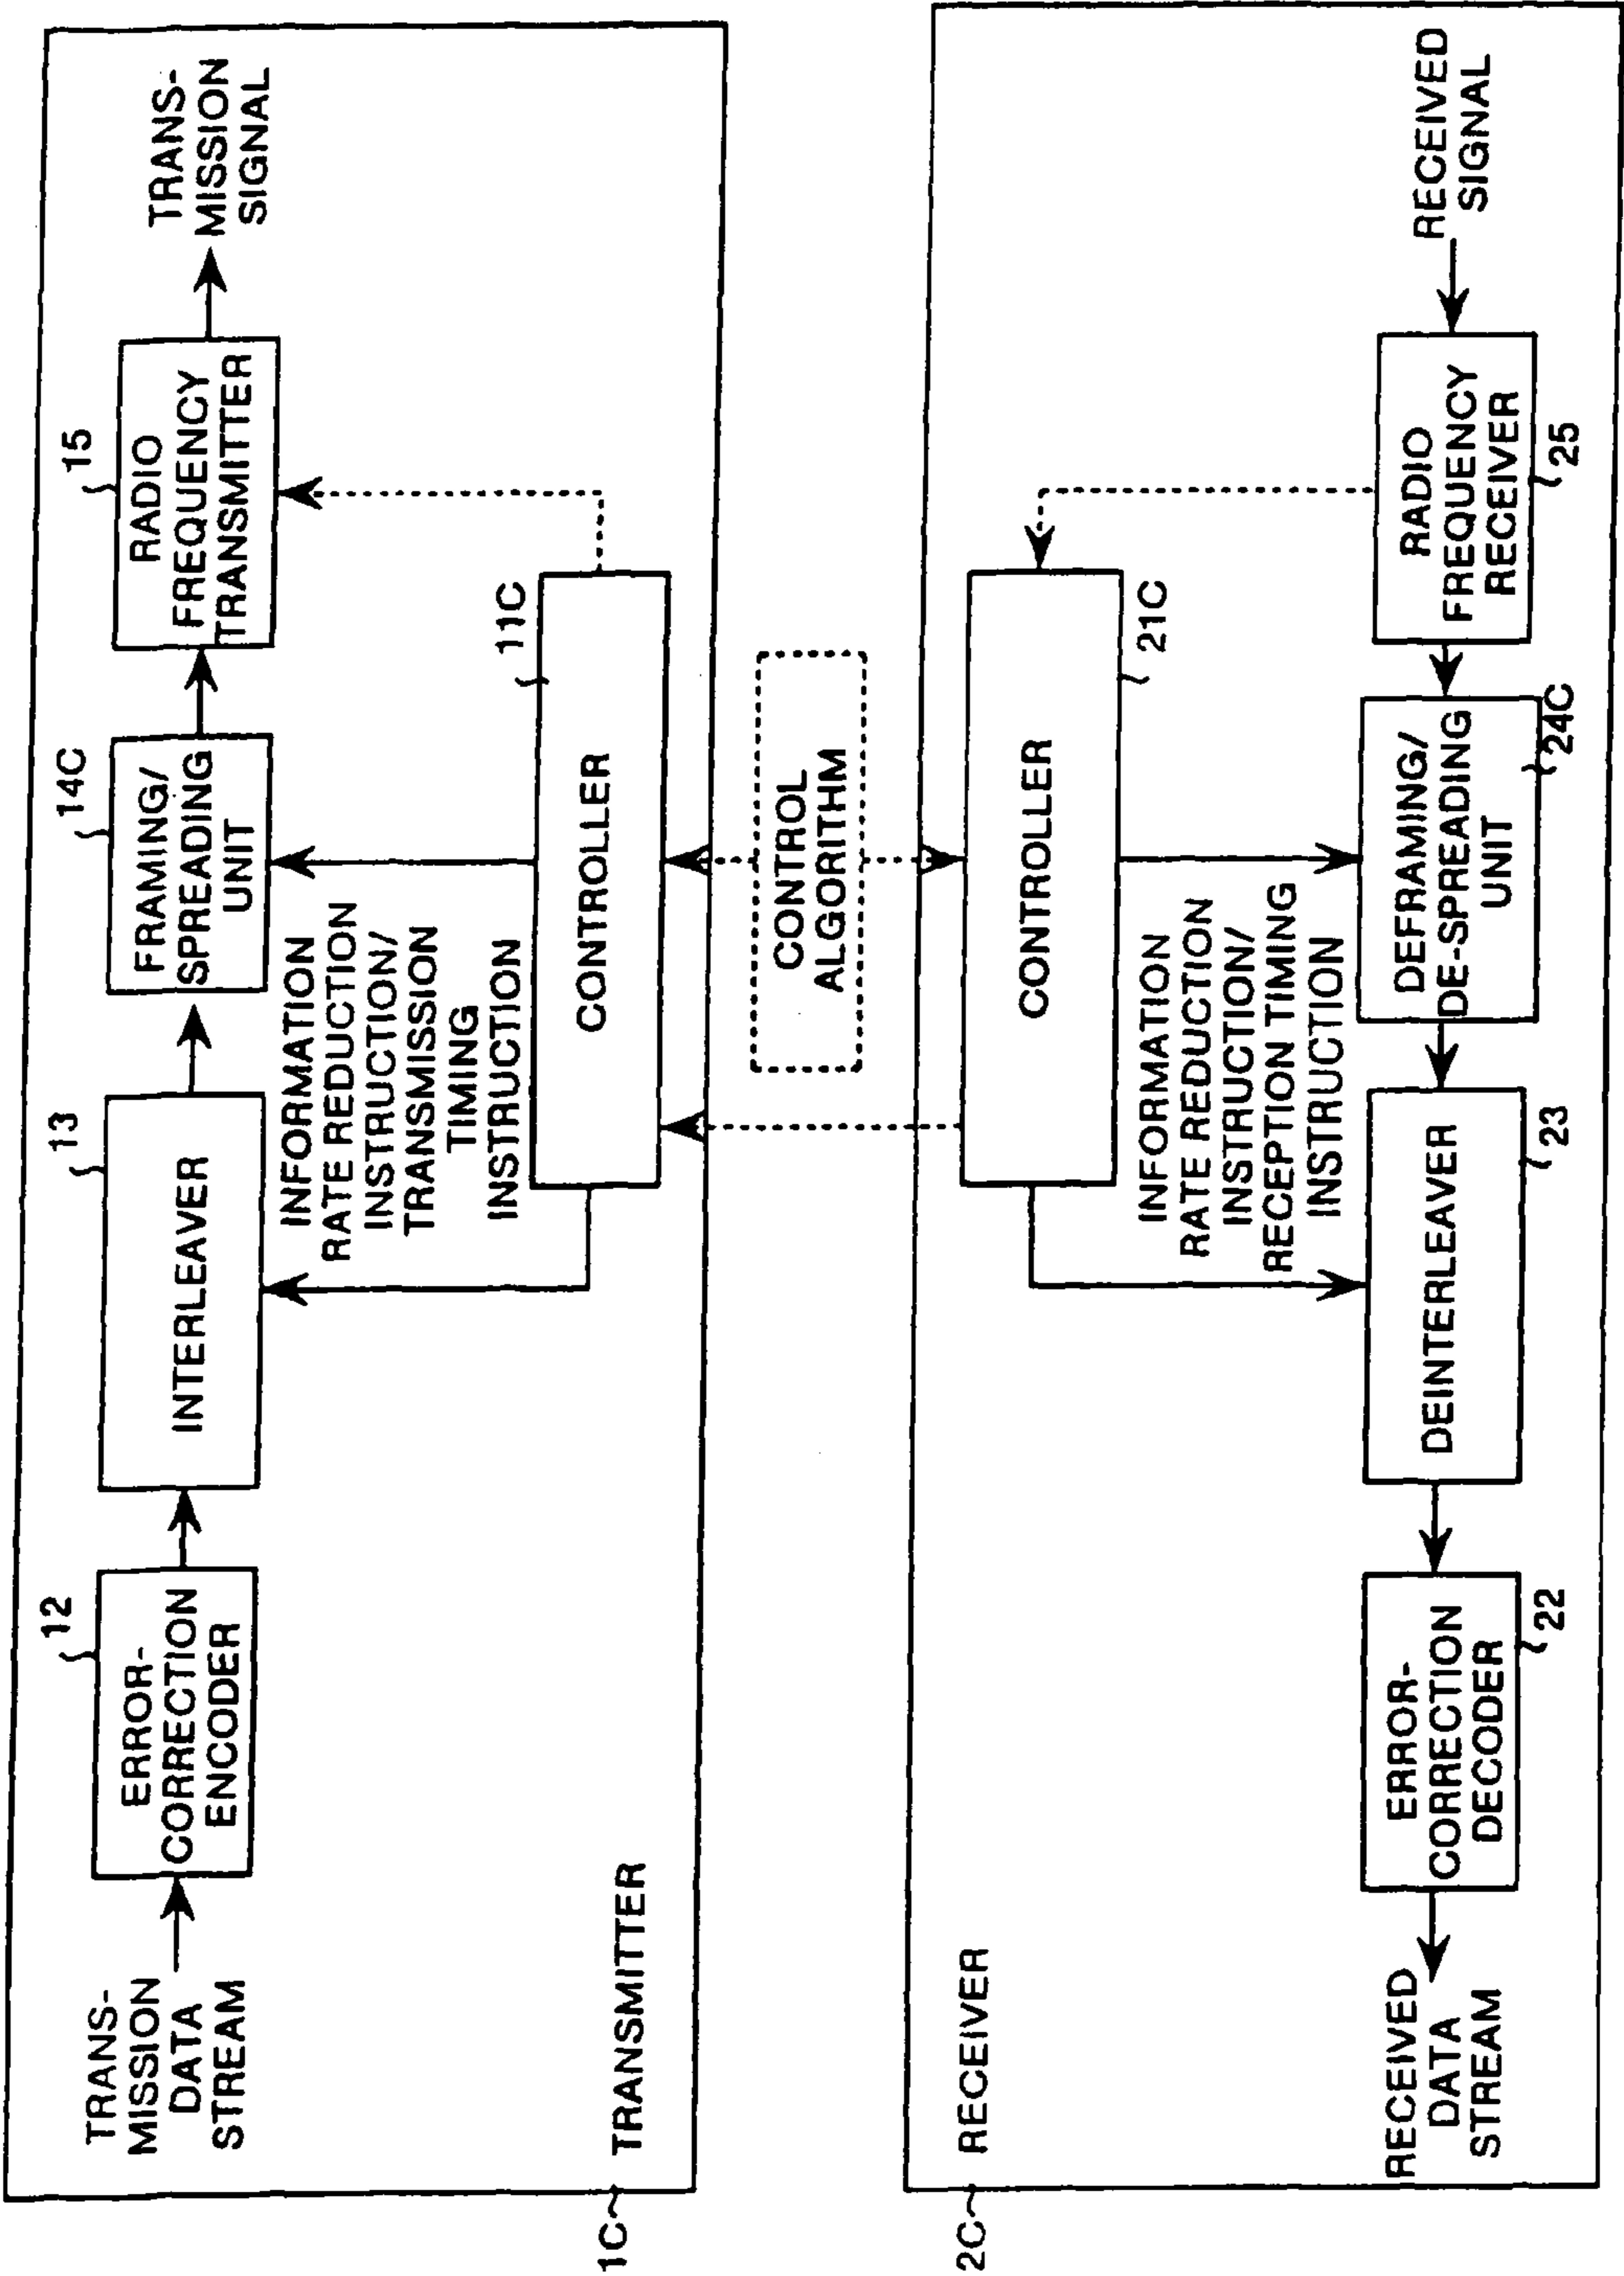 1C
TRANSMITTER
TRANS-
MISSION
DATA
STREAM
12
ERROR-
CORRECTION
ENCODER
13
INTERLEAVER
14C
FRAMING/
SPREADING
UNIT
15
RADIO
FREQUENCY
TRANSMITTER
TRANS-
MISSION
SIGNAL
INFORMATION
RATE REDUCTION
INSTRUCTION/
TRANSMISSION
TIMING
INSTRUCTION
11C
CONTROLLER
CONTROL
ALGORITHM
2C
RECEIVER
CONTROLLER
21C
INFORMATION
RATE REDUCTION
INSTRUCTION/
RECEPTION TIMING
INSTRUCTION
RECEIVED
DATA
STREAM
ERROR-
CORRECTION
DECODER
22
DEINTERLEAVER
23
DEFRAMING/
DE-SPREADING
UNIT
24C
RADIO
FREQUENCY
RECEIVER
25
RECEIVED
SIGNAL